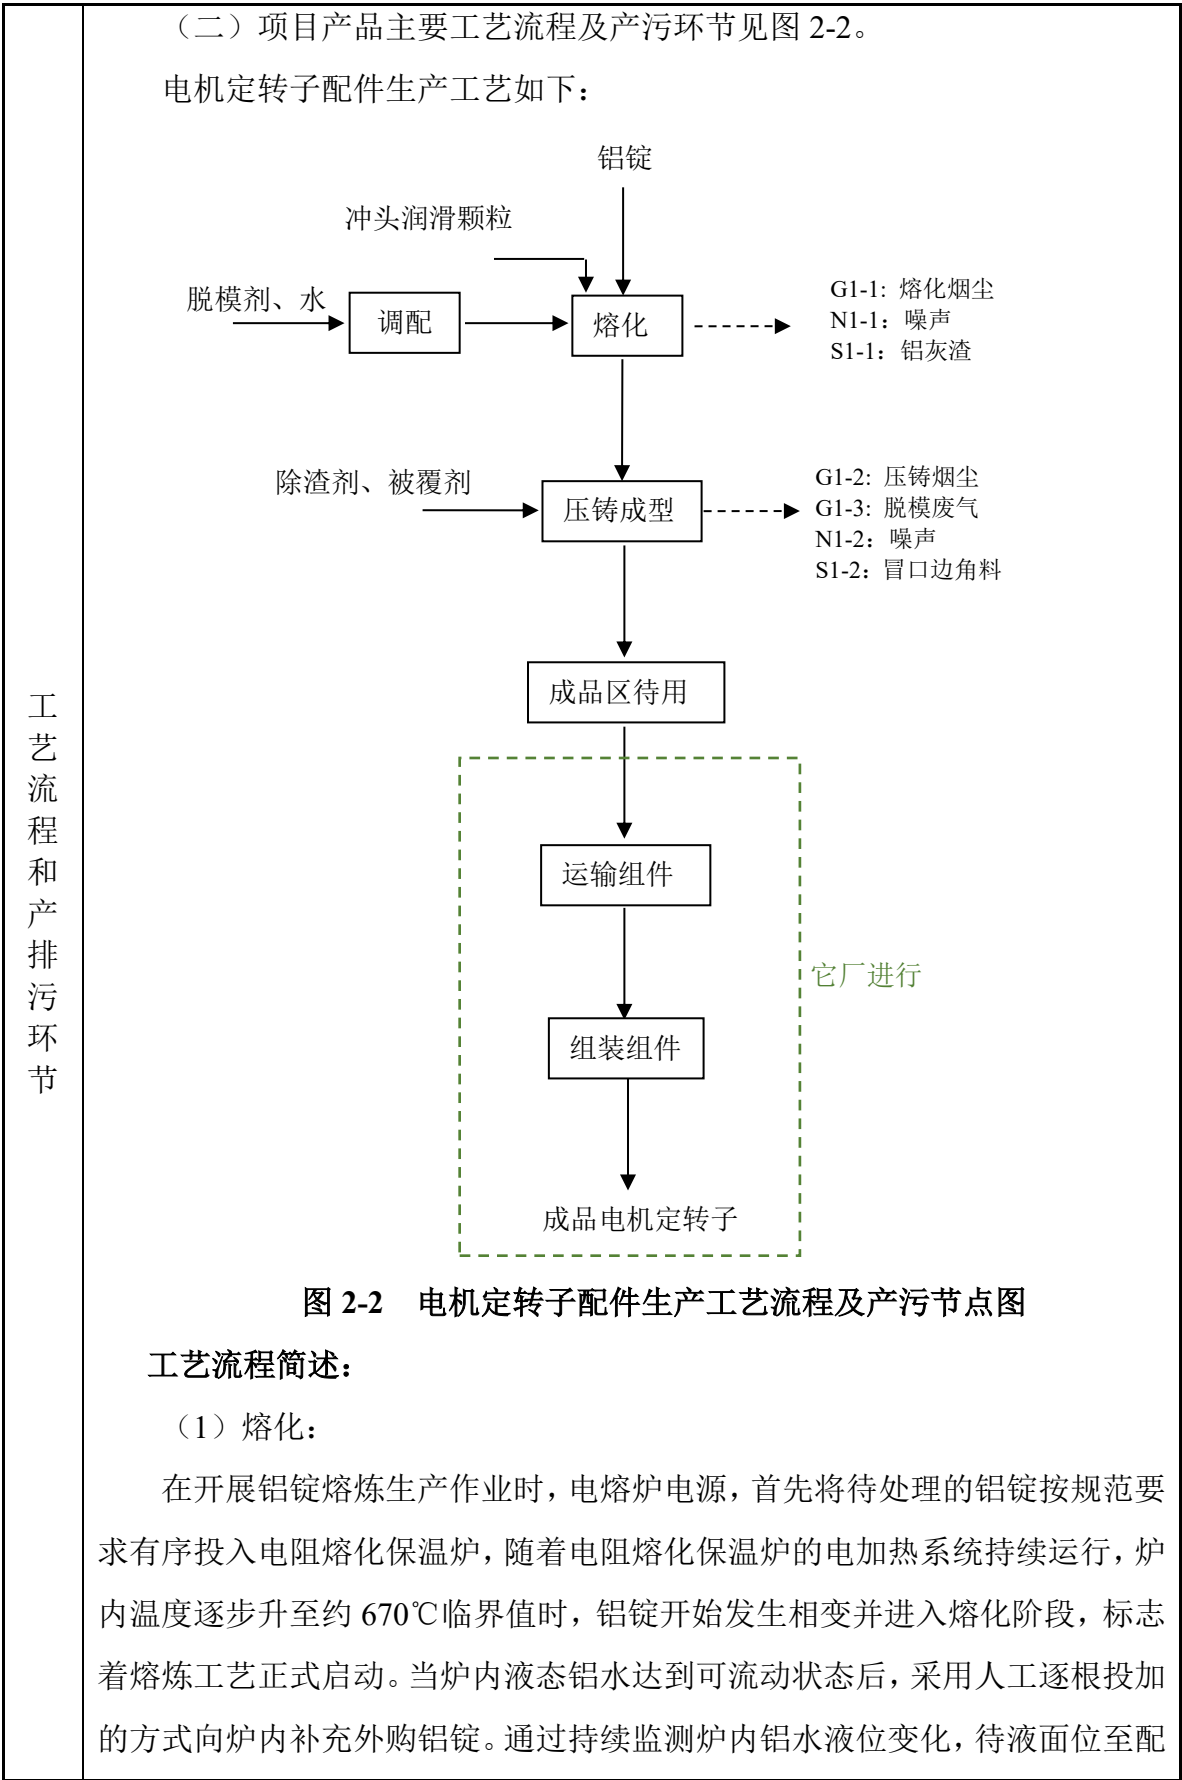 （二）项目产品主要工艺流程及产污环节见图 2-2。
电机定转子配件生产工艺如下：
铝锭
冲头润滑颗粒
脱模剂、水
调配
熔化
G1-1: 熔化烟尘
N1-1：噪声
S1-1：铝灰渣
除渣剂、被覆剂
压铸成型
G1-2: 压铸烟尘
G1-3: 脱模废气
N1-2：噪声
S1-2：冒口边角料
成品区待用
运输组件
它厂进行
组装组件
成品电机定转子
图 2-2 电机定转子配件生产工艺流程及产污节点图
工艺流程简述：
（1）熔化：
在开展铝锭熔炼生产作业时，电熔炉电源，首先将待处理的铝锭按规范要
求有序投入电阻熔化保温炉，随着电阻熔化保温炉的电加热系统持续运行，炉
内温度逐步升至约 670℃临界值时，铝锭开始发生相变并进入熔化阶段，标志
着熔炼工艺正式启动。当炉内液态铝水达到可流动状态后，采用人工逐根投加
的方式向炉内补充外购铝锭。通过持续监测炉内铝水液位变化，待液面位至配
工
艺
流
程
和
产
排
污
环
节